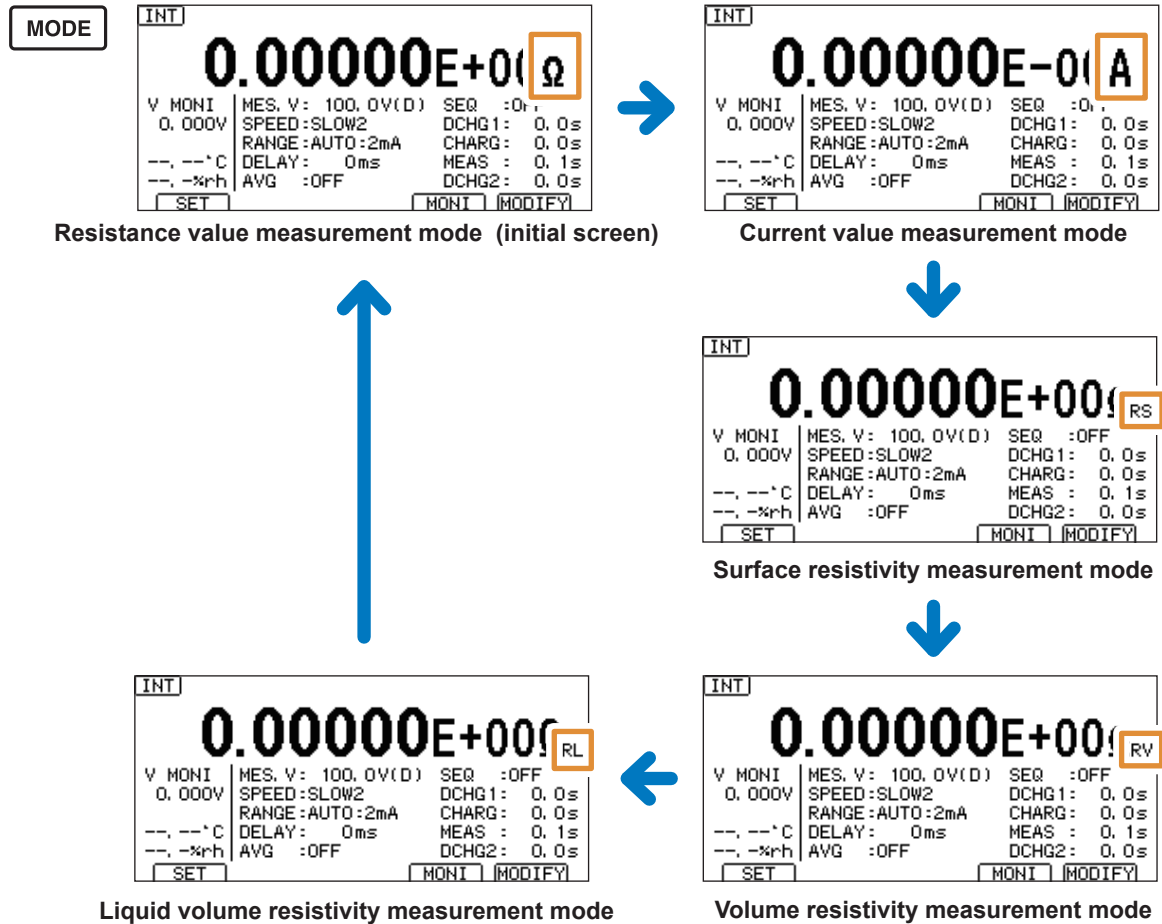 MODE
INT
0.00000E+00 Ω
V MONI MES. V: 100. 0V(D) SEQ :OFF
0. 000V SPEED:SLOW2 DCHG1: 0. 0s
RANGE:AUTO:2mA CHARG: 0. 0s
--. --°C DELAY: 0ms MEAS : 0. 1s
--. -%rh AVG :OFF DCHG2: 0. 0s
SET MONI MODIFY
Resistance value measurement mode (initial screen)
INT
0.00000E-00 A
V MONI MES. V: 100. 0V(D) SEQ :OFF
0. 000V SPEED:SLOW2 DCHG1: 0. 0s
RANGE:AUTO:2mA CHARG: 0. 0s
--. --°C DELAY: 0ms MEAS : 0. 1s
--. -%rh AVG :OFF DCHG2: 0. 0s
SET MONI MODIFY
Current value measurement mode
INT
0.00000E+00Ω RS
V MONI MES. V: 100. 0V(D) SEQ :OFF
0. 000V SPEED:SLOW2 DCHG1: 0. 0s
RANGE:AUTO:2mA CHARG: 0. 0s
--. --°C DELAY: 0ms MEAS : 0. 1s
--. -%rh AVG :OFF DCHG2: 0. 0s
SET MONI MODIFY
Surface resistivity measurement mode
INT
0.00000E+00Ω RV
V MONI MES. V: 100. 0V(D) SEQ :OFF
0. 000V SPEED:SLOW2 DCHG1: 0. 0s
RANGE:AUTO:2mA CHARG: 0. 0s
--. --°C DELAY: 0ms MEAS : 0. 1s
--. -%rh AVG :OFF DCHG2: 0. 0s
SET MONI MODIFY
Volume resistivity measurement mode
INT
0.00000E+00Ω RL
V MONI MES. V: 100. 0V(D) SEQ :OFF
0. 000V SPEED:SLOW2 DCHG1: 0. 0s
RANGE:AUTO:2mA CHARG: 0. 0s
--. --°C DELAY: 0ms MEAS : 0. 1s
--. -%rh AVG :OFF DCHG2: 0. 0s
SET MONI MODIFY
Liquid volume resistivity measurement mode